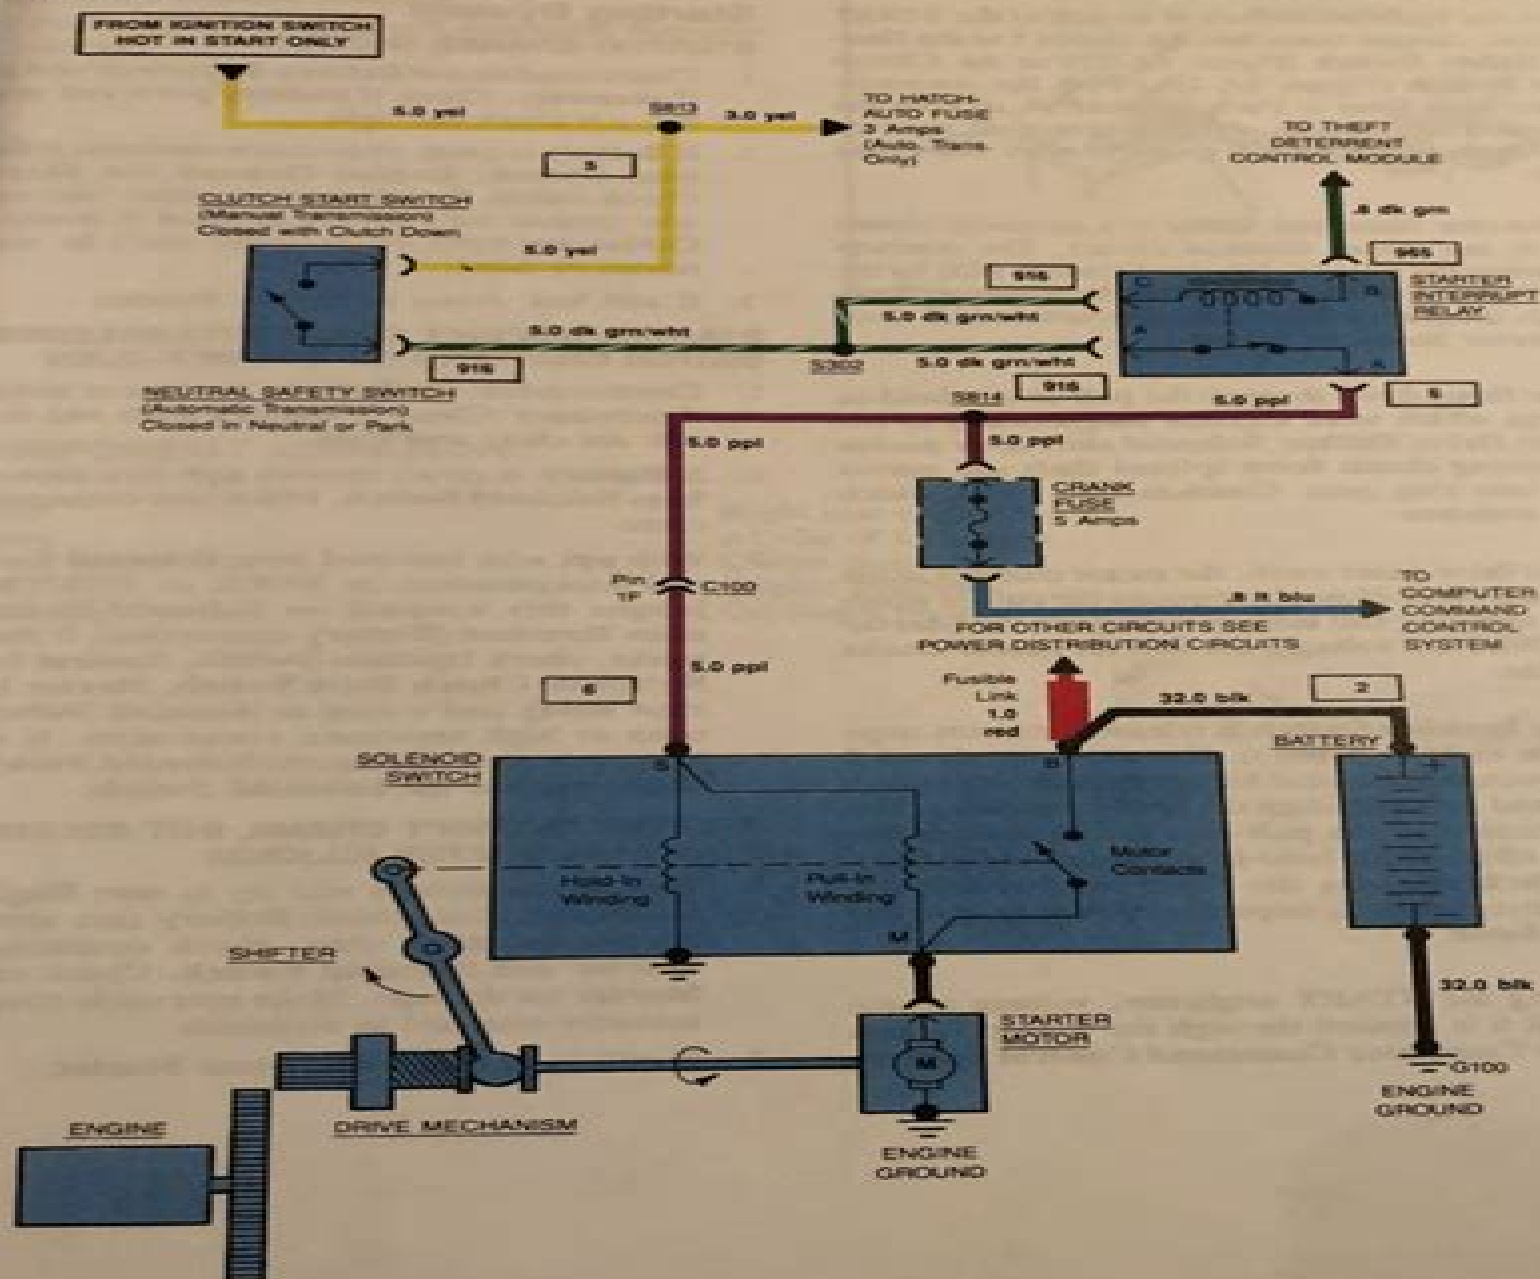 FROM IGNITION SWITCH
HOT IN START ONLY
5.0 yel
S813
3.0 yel
TO HATCH-
AUTO FUSE
3 Amps
(Auto. Trans.
Only)
TO THEFT
DETERRENT
CONTROL MODULE
.8 dk grn
CLUTCH START SWITCH
(Manual Transmission)
Closed with Clutch Down
5.0 yel
STARTER
INTERRUPT
RELAY
5.0 dk grn/wht
5.0 dk grn/wht
S302
5.0 dk grn/wht
916
916
NEUTRAL SAFETY SWITCH
(Automatic Transmission)
Closed in Neutral or Park
S814
5.0 ppl
5.0 ppl
5.0 ppl
CRANK
FUSE
5 Amps
Pin
1F
C100
.8 lt blu
TO
COMPUTER
COMMAND
CONTROL
SYSTEM
FOR OTHER CIRCUITS SEE
POWER DISTRIBUTION CIRCUITS
5.0 ppl
6
Fusible
Link
1.0
red
32.0 blk
2
BATTERY
SOLENOID
SWITCH
S
B
+
Hold-In
Winding
Pull-In
Winding
Motor
Contacts
M
SHIFTER
32.0 blk
STARTER
MOTOR
M
G100
ENGINE
GROUND
ENGINE
DRIVE MECHANISM
ENGINE
GROUND